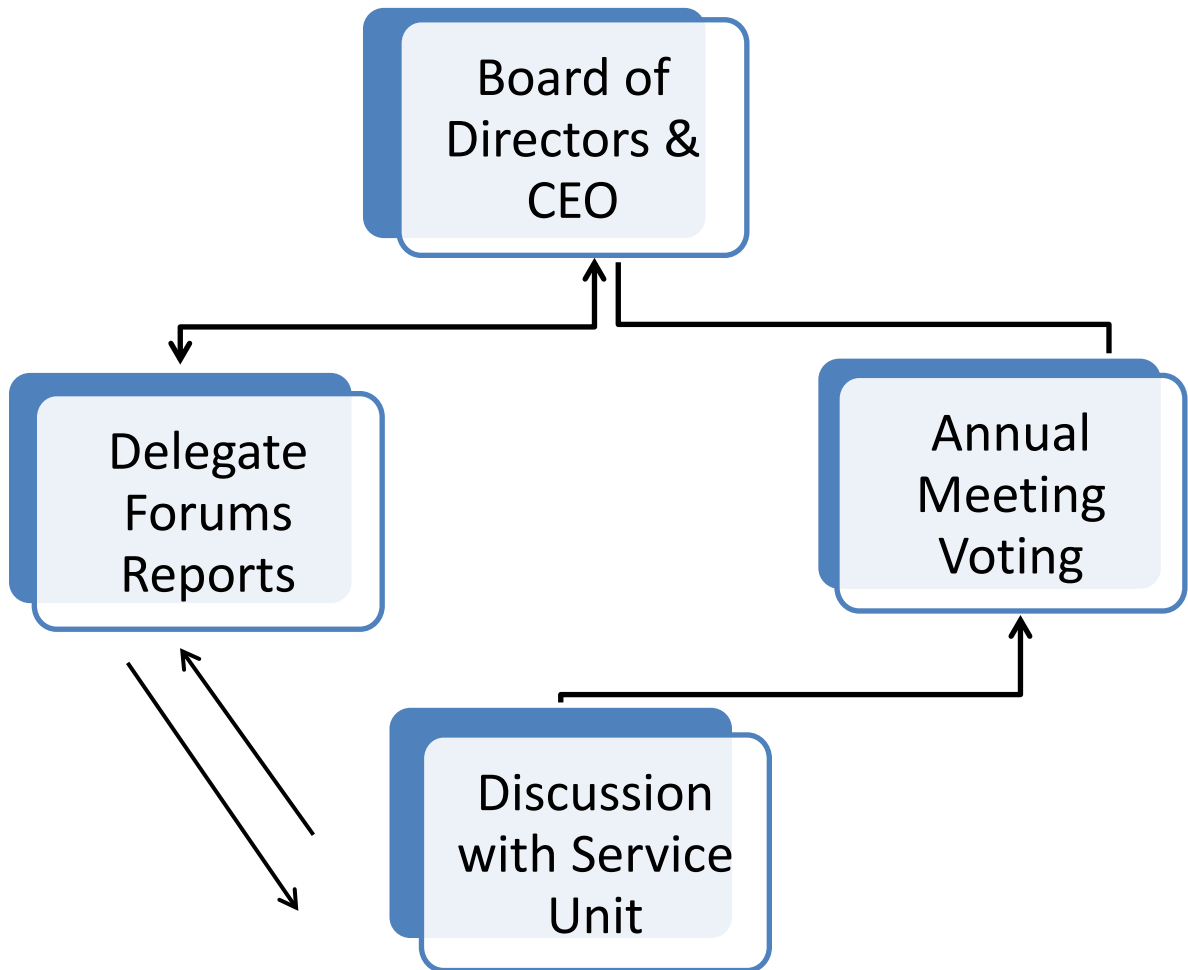 Board of
Directors &
CEO
Delegate
Forums
Reports
Annual
Meeting
Voting
Discussion
with Service
Unit